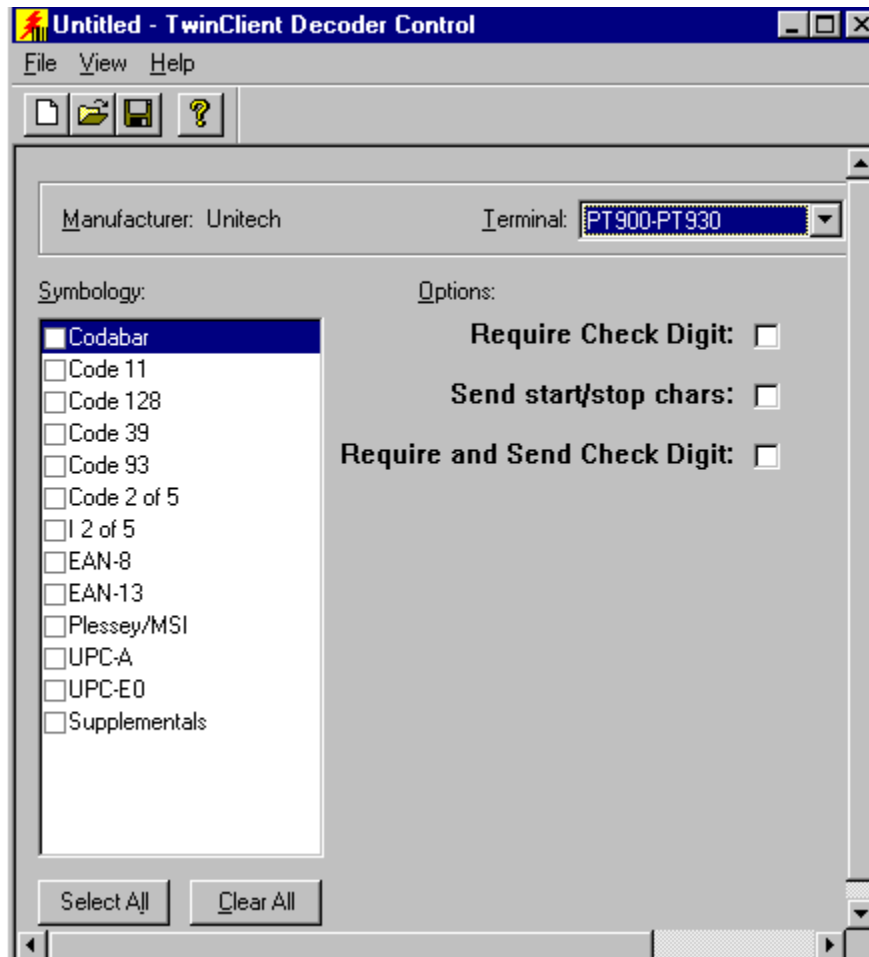 Untitled - TwinClient Decoder Control
File View Help
Manufacturer: Unitech Terminal: PT900-PT930
Symbology: Options:
Codabar Require Check Digit:
Code 11
Code 128 Send start/stop chars:
Code 39
Code 93 Require and Send Check Digit:
Code 2 of 5
I 2 of 5
EAN-8
EAN-13
Plessey/MSI
UPC-A
UPC-E0
Supplementals
Select All Clear All